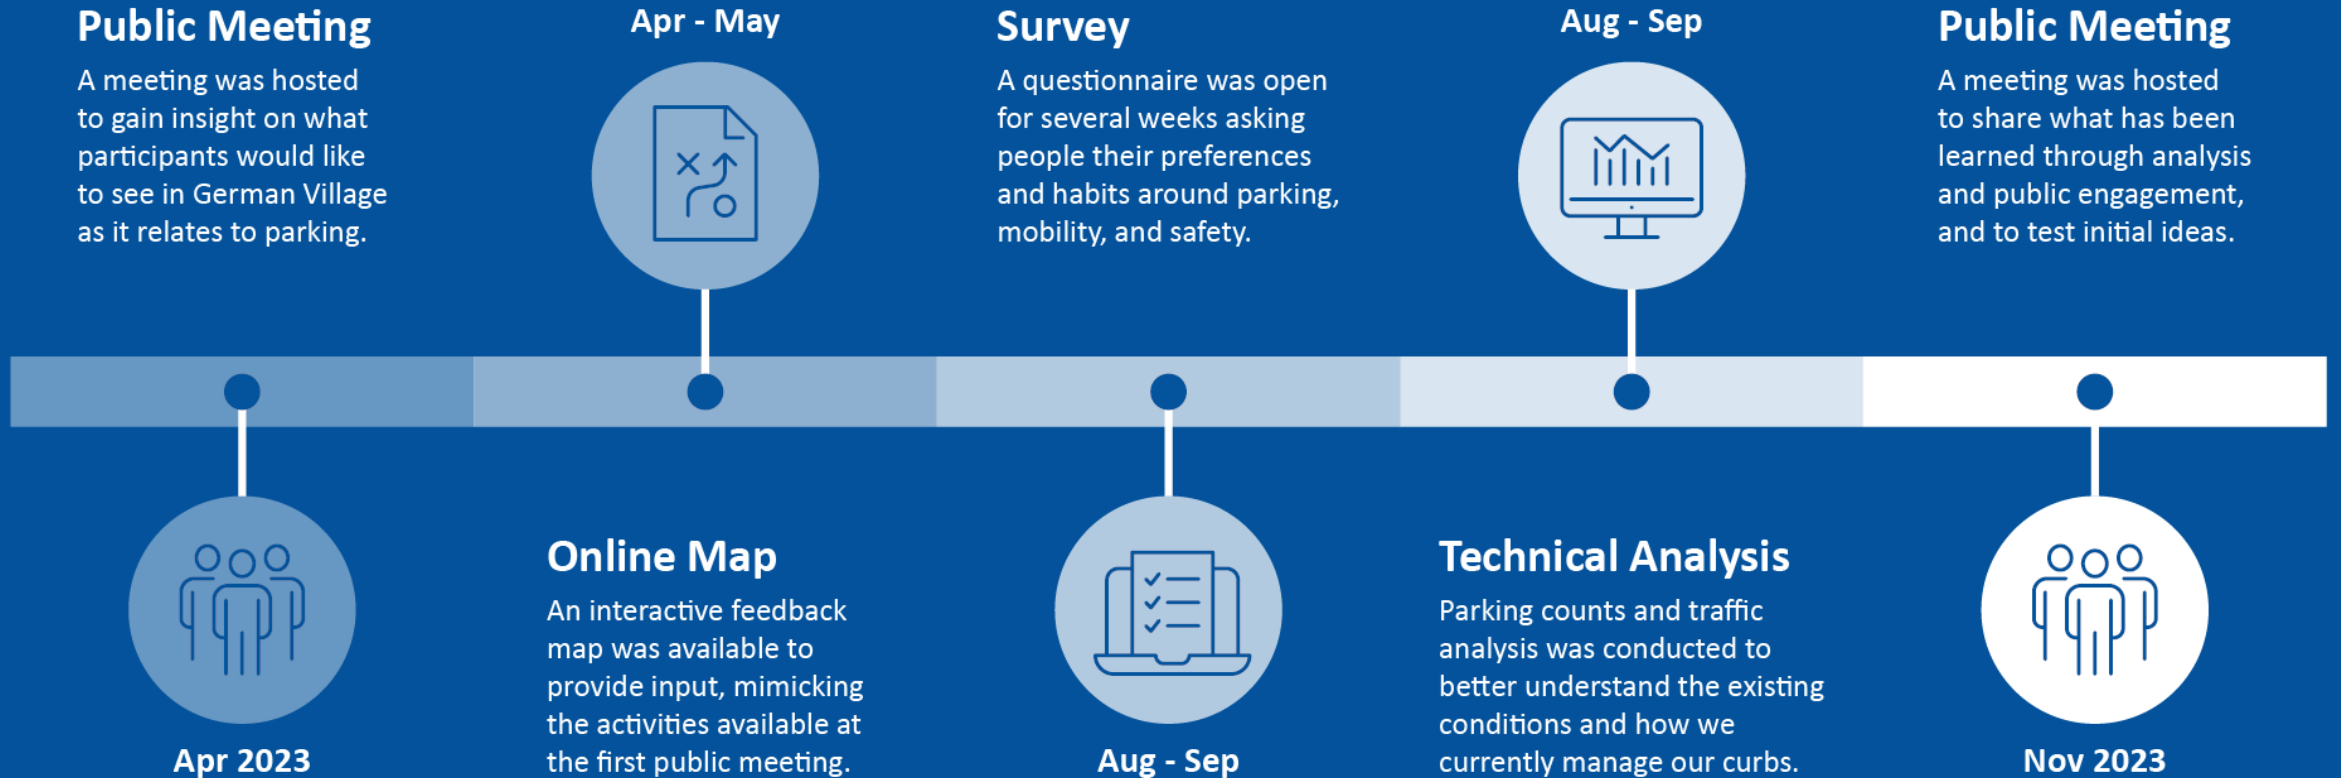 Public Meeting
A meeting was hosted
to gain insight on what
participants would like
to see in German Village
as it relates to parking.
Apr 2023
Apr - May
Online Map
An interactive feedback
map was available to
provide input, mimicking
the activities available at
the first public meeting.
Survey
A questionnaire was open
for several weeks asking
people their preferences
and habits around parking,
mobility, and safety.
Aug - Sep
Aug - Sep
Technical Analysis
Parking counts and traffic
analysis was conducted to
better understand the existing
conditions and how we
currently manage our curbs.
Public Meeting
A meeting was hosted
to share what has been
learned through analysis
and public engagement,
and to test initial ideas.
Nov 2023